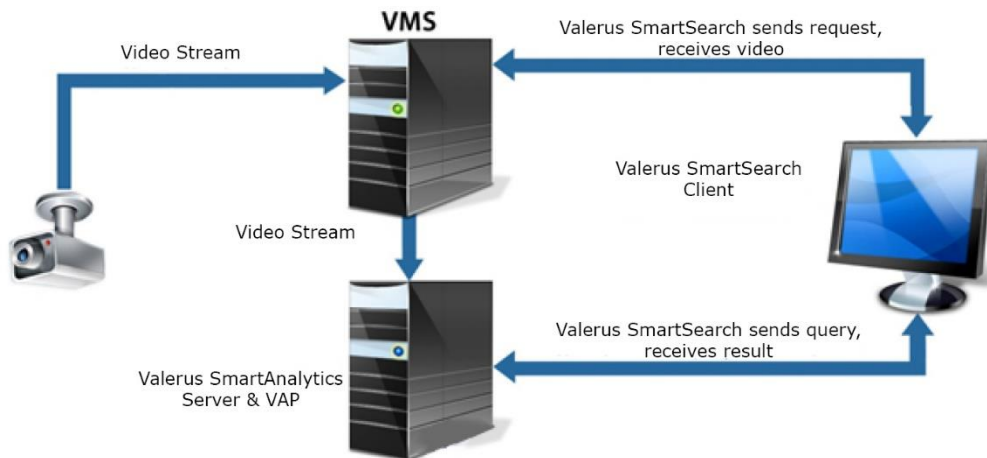 VMS
Video Stream
Valerus SmartSearch sends request,
receives video
Valerus SmartSearch
Client
Video Stream
Valerus SmartSearch sends query,
receives result
Valerus SmartAnalytics
Server & VAP